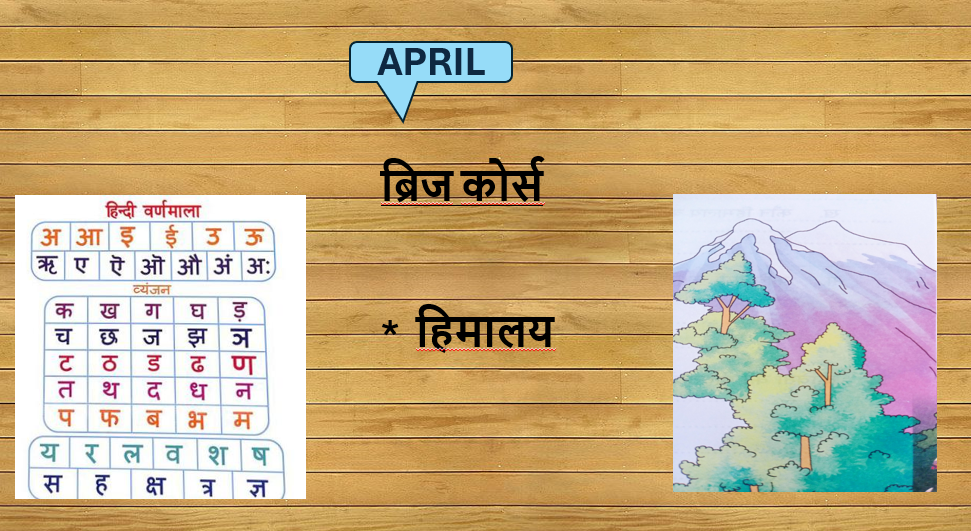 APRIL
ब्रिज कोर्स
* हिमालय
हिन्दी वर्णमाला
अ आ इ ई उ ऊ
ऋ ए ऐ ओ औ अं अः
व्यंजन
क ख ग घ ड़
च छ ज झ ञ
ट ठ ड ढ ण
त थ द ध न
प फ ब भ म
य र ल व श ष
स ह क्ष त्र ज्ञ